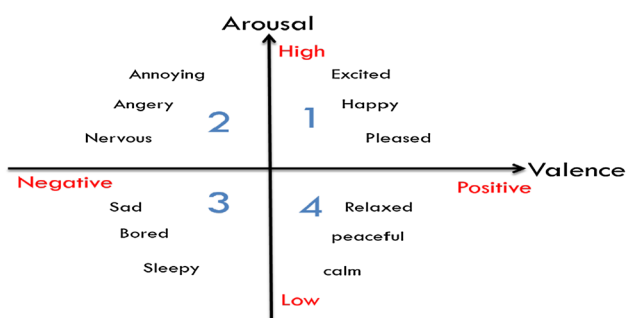 Arousal
High
Annoying
Excited
Angery
Happy
2
1
Nervous
Pleased
Valence
Negative
Positive
Sad
3
4
Relaxed
Bored
peaceful
Sleepy
calm
Low